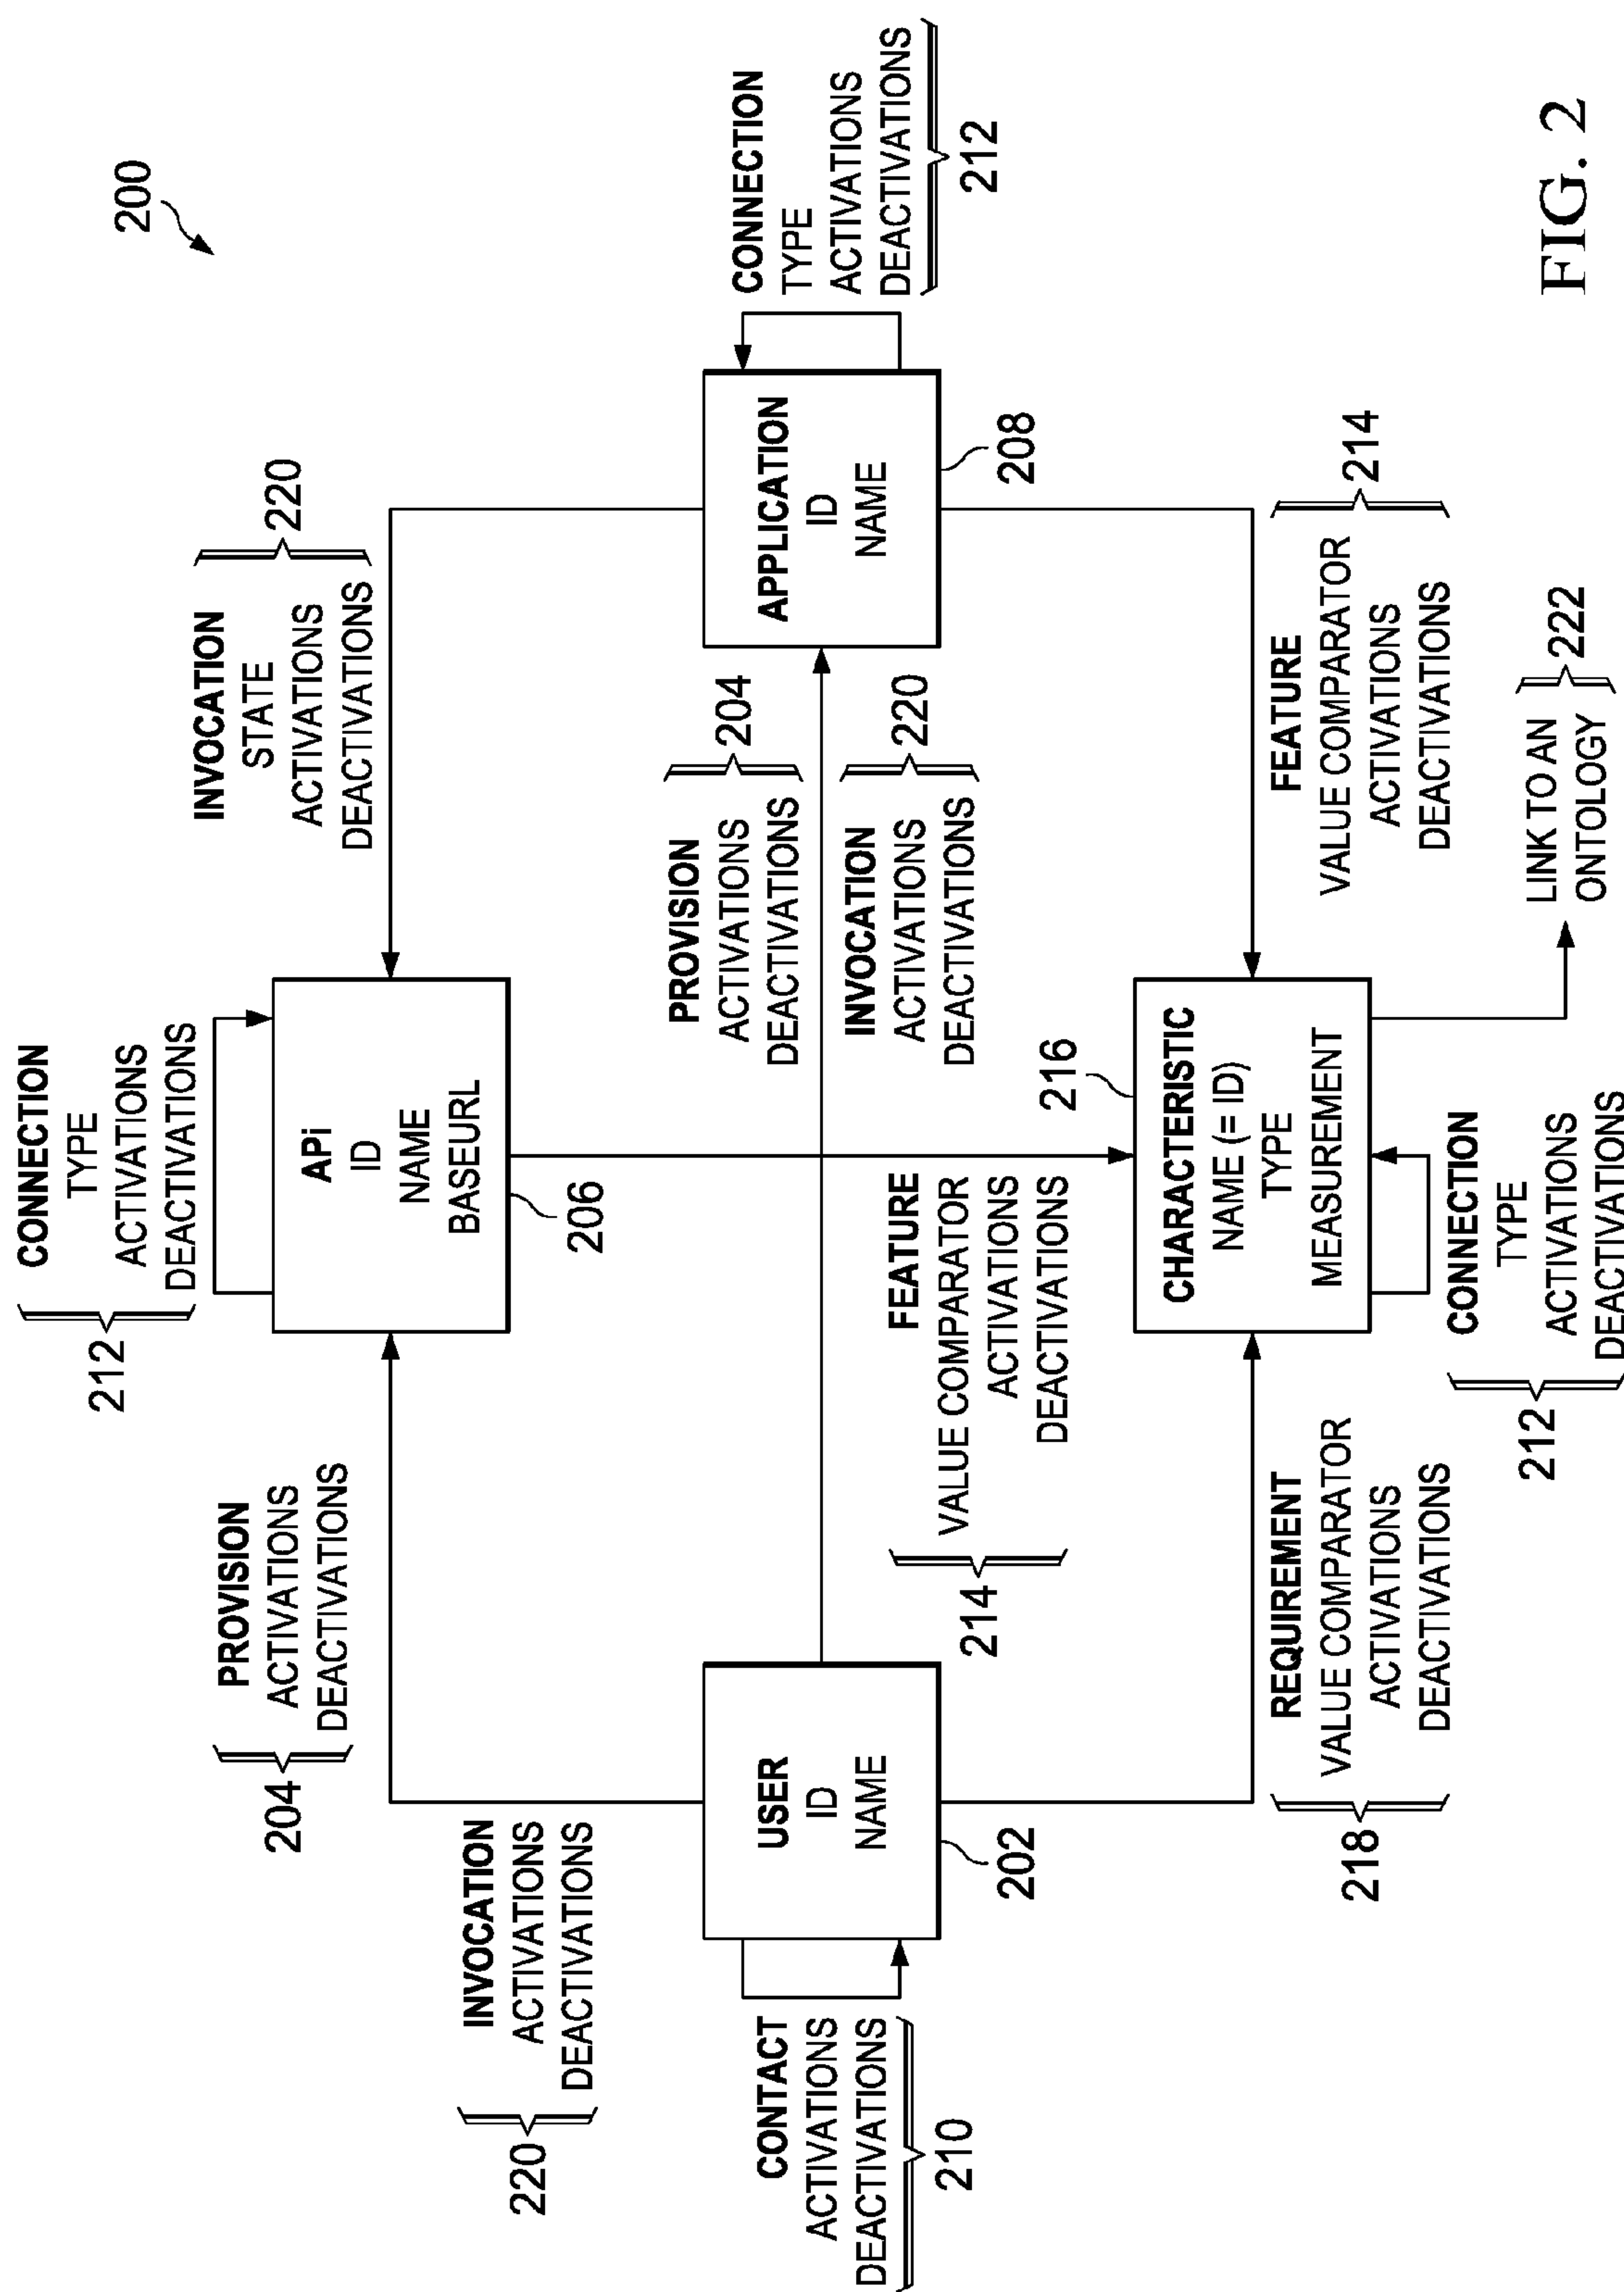 200
CONNECTION
TYPE
ACTIVATIONS
DEACTIVATIONS
212
PROVISION
ACTIVATIONS
DEACTIVATIONS
204
APi
ID
NAME
BASEURL
206
INVOCATION
STATE
ACTIVATIONS
DEACTIVATIONS
220
INVOCATION
ACTIVATIONS
DEACTIVATIONS
220
PROVISION
ACTIVATIONS
DEACTIVATIONS
204
CONTACT
ACTIVATIONS
DEACTIVATIONS
210
USER
ID
NAME
202
APPLICATION
ID
NAME
208
CONNECTION
TYPE
ACTIVATIONS
DEACTIVATIONS
212
INVOCATION
ACTIVATIONS
DEACTIVATIONS
220
FEATURE
VALUE COMPARATOR
ACTIVATIONS
DEACTIVATIONS
214
216
CHARACTERISTIC
NAME (= ID)
TYPE
MEASUREMENT
REQUIREMENT
VALUE COMPARATOR
ACTIVATIONS
DEACTIVATIONS
218
FEATURE
VALUE COMPARATOR
ACTIVATIONS
DEACTIVATIONS
214
CONNECTION
TYPE
ACTIVATIONS
DEACTIVATIONS
212
LINK TO AN
ONTOLOGY
222
FIG. 2